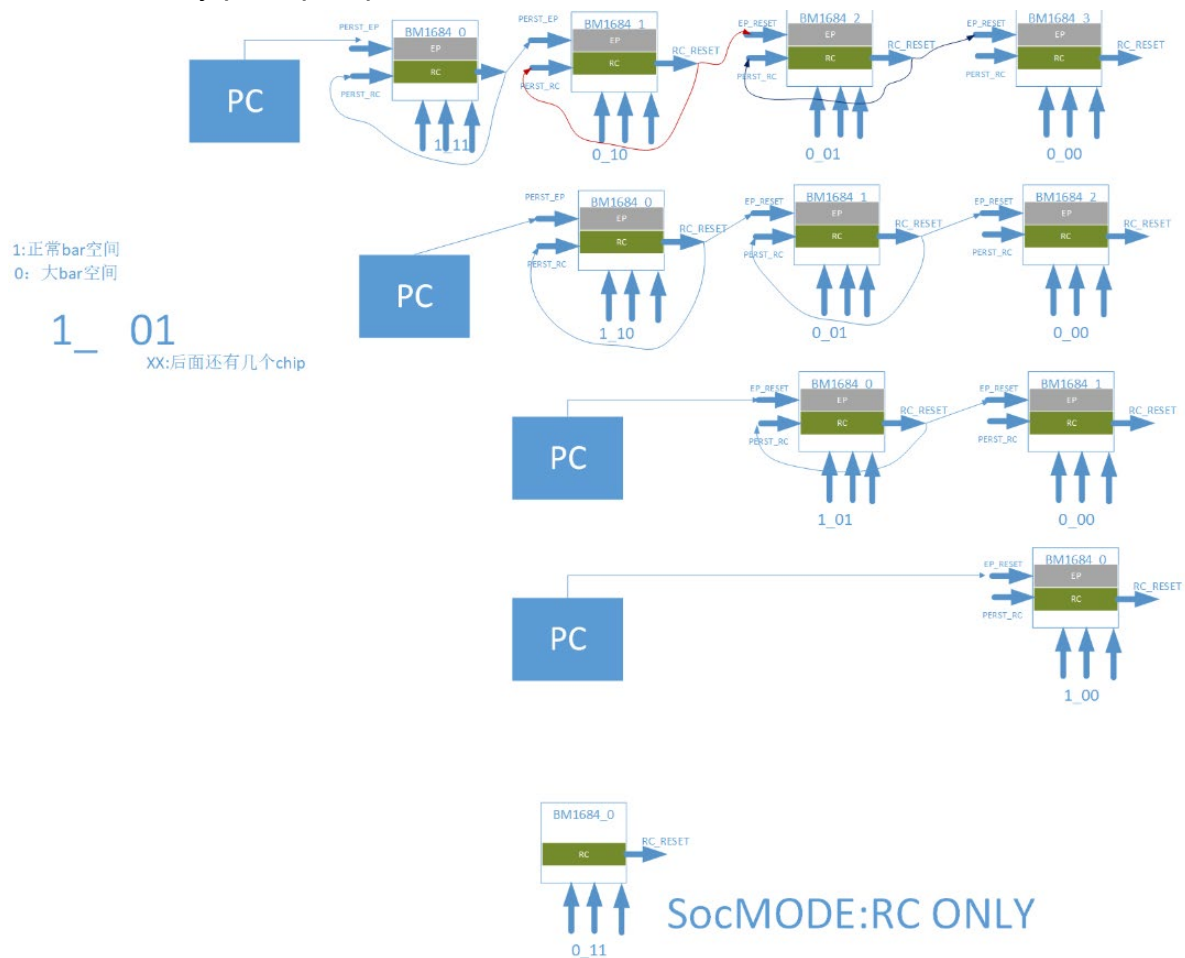 PERST_EP
BM1684_0
EP
RC
PERST_RC
1_11
PC
PERST_EP
BM1684_1
EP
RC
RC_RESET
PERST_RC
0_10
EP_RESET
BM1684_2
EP
RC
RC_RESET
PERST_RC
0_01
EP_RESET
BM1684_3
EP
RC
RC_RESET
PERST_RC
0_00
PERST_EP
BM1684_0
EP
RC
RC_RESET
PERST_RC
1_10
PC
EP_RESET
BM1684_1
EP
RC
RC_RESET
PERST_RC
0_01
EP_RESET
BM1684_2
EP
RC
RC_RESET
PERST_RC
0_00
1:正常bar空间
0：大bar空间
1_ 01
XX:后面还有几个chip
PC
EP_RESET
BM1684_0
EP
RC
RC_RESET
PERST_RC
1_01
EP_RESET
BM1684_1
EP
RC
RC_RESET
PERST_RC
0_00
PC
EP_RESET
BM1684_0
EP
RC
RC_RESET
PERST_RC
1_00
BM1684_0
RC
RC_RESET
0_11
SocMODE:RC ONLY